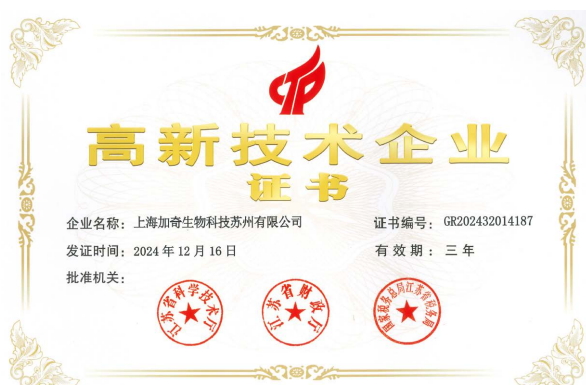 高新技术企业
证书
企业名称：上海加奇生物科技苏州有限公司
证书编号：GR202432014187
发证时间：2024年12月16日
有效期：三年
批准机关：
江苏省科学技术厅
江苏省财政厅
国家税务总局江苏省税务局